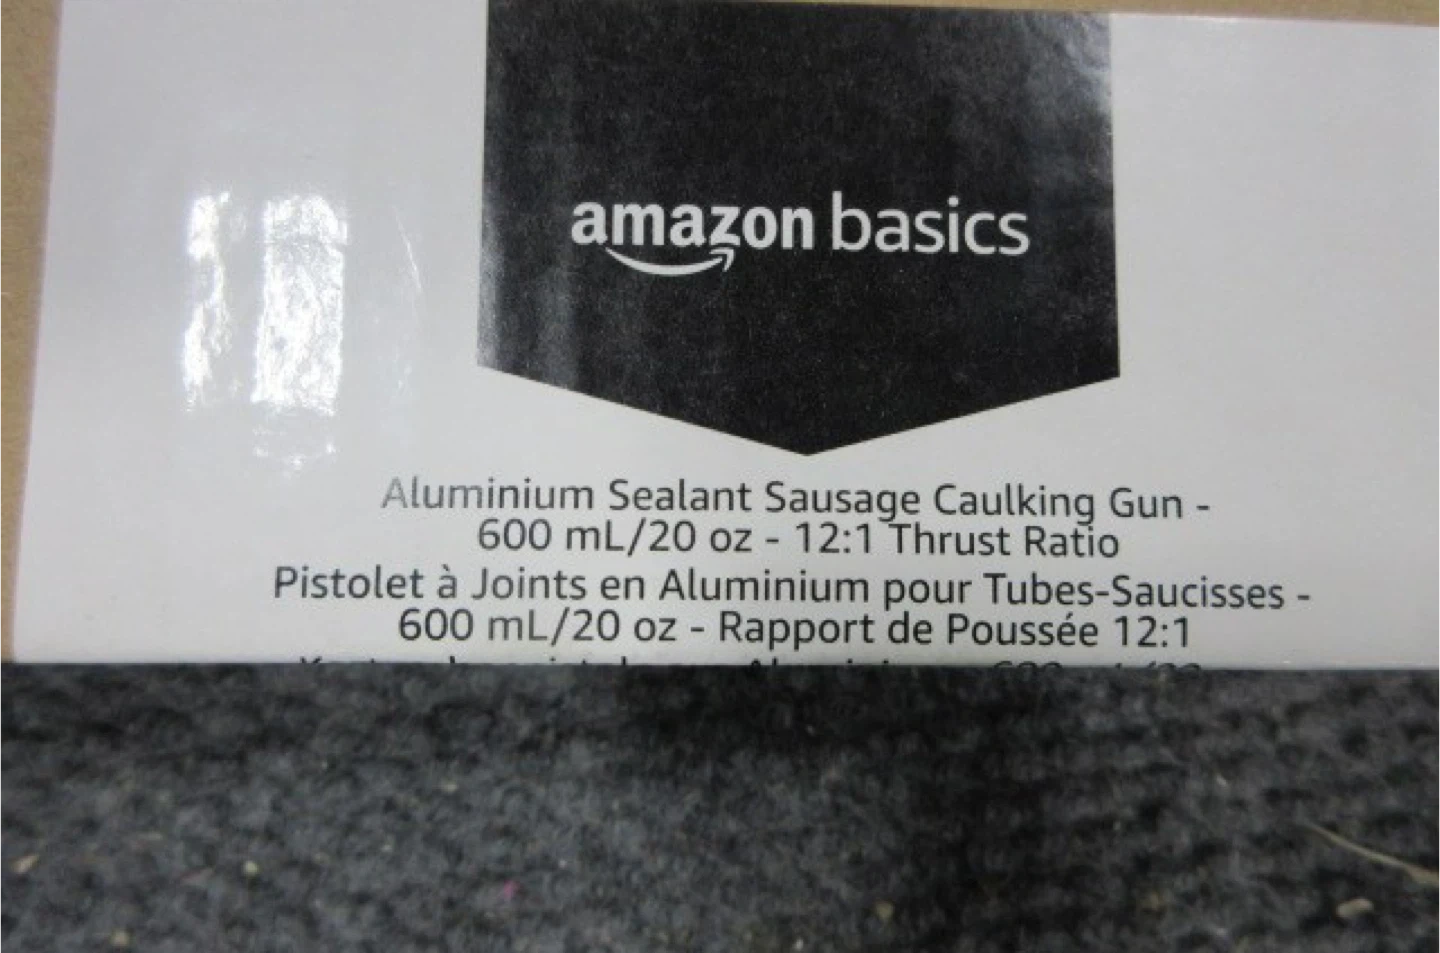 amazon basics
Aluminium Sealant Sausage Caulking Gun -
600 mL/20 oz - 12:1 Thrust Ratio
Pistolet à Joints en Aluminium pour Tubes-Saucisses -
600 mL/20 oz - Rapport de Poussée 12:1